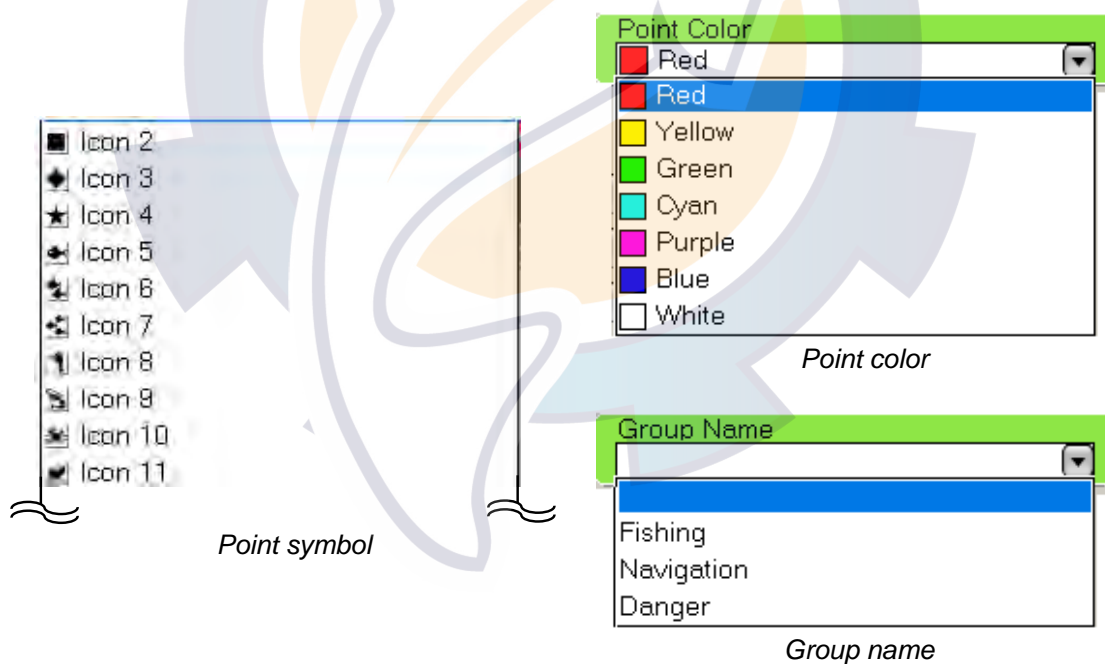 Icon 2
Icon 3
Icon 4
Icon 5
Icon 6
Icon 7
Icon 8
Icon 9
Icon 10
Icon 11
Point symbol
Point Color
Red
Red
Yellow
Green
Cyan
Purple
Blue
White
Point color
Group Name
Fishing
Navigation
Danger
Group name